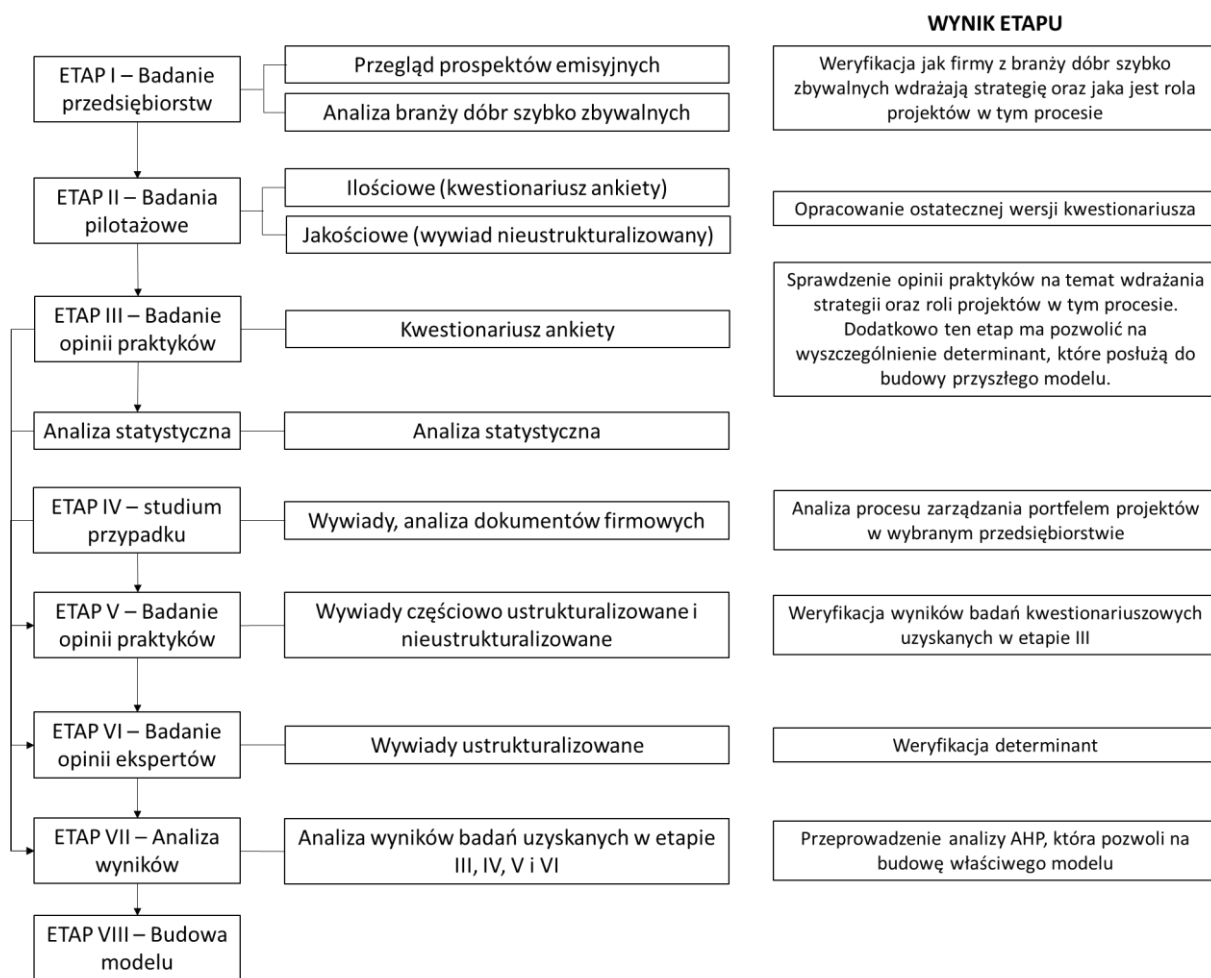 WYNIK ETAPU
ETAP I – Badanie
przedsiębiorstw
Przegląd prospektów emisyjnych
Analiza branży dóbr szybko zbywalnych
Weryfikacja jak firmy z branży dóbr szybko
zbywalnych wdrażają strategię oraz jaka jest rola
projektów w tym procesie
ETAP II – Badania
pilotażowe
Ilościowe (kwestionariusz ankiety)
Jakościowe (wywiad nieustrukturalizowany)
Opracowanie ostatecznej wersji kwestionariusza
ETAP III – Badanie
opinii praktyków
Kwestionariusz ankiety
Sprawdzenie opinii praktyków na temat wdrażania
strategii oraz roli projektów w tym procesie.
Dodatkowo ten etap ma pozwolić na
wyszczególnienie determinant, które posłużą do
budowy przyszłego modelu.
Analiza statystyczna
Analiza statystyczna
ETAP IV – studium
przypadku
Wywiady, analiza dokumentów firmowych
Analiza procesu zarządzania portfelem projektów
w wybranym przedsiębiorstwie
ETAP V – Badanie
opinii praktyków
Wywiady częściowo ustrukturalizowane i
nieustrukturalizowane
Weryfikacja wyników badań kwestionariuszowych
uzyskanych w etapie III
ETAP VI – Badanie
opinii ekspertów
Wywiady ustrukturalizowane
Weryfikacja determinant
ETAP VII – Analiza
wyników
Analiza wyników badań uzyskanych w etapie
III, IV, V i VI
Przeprowadzenie analizy AHP, która pozwoli na
budowę właściwego modelu
ETAP VIII – Budowa
modelu